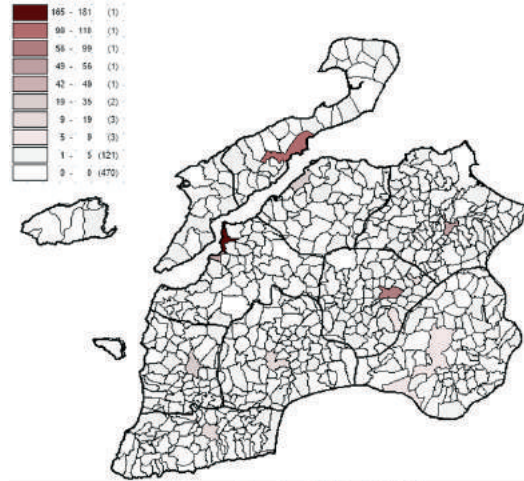 165 - 181 (1)
98 - 118 (1)
56 - 99 (1)
49 - 56 (1)
42 - 49 (1)
19 - 35 (2)
9 - 19 (3)
5 - 9 (3)
1 - 5 (121)
0 - 0 (470)